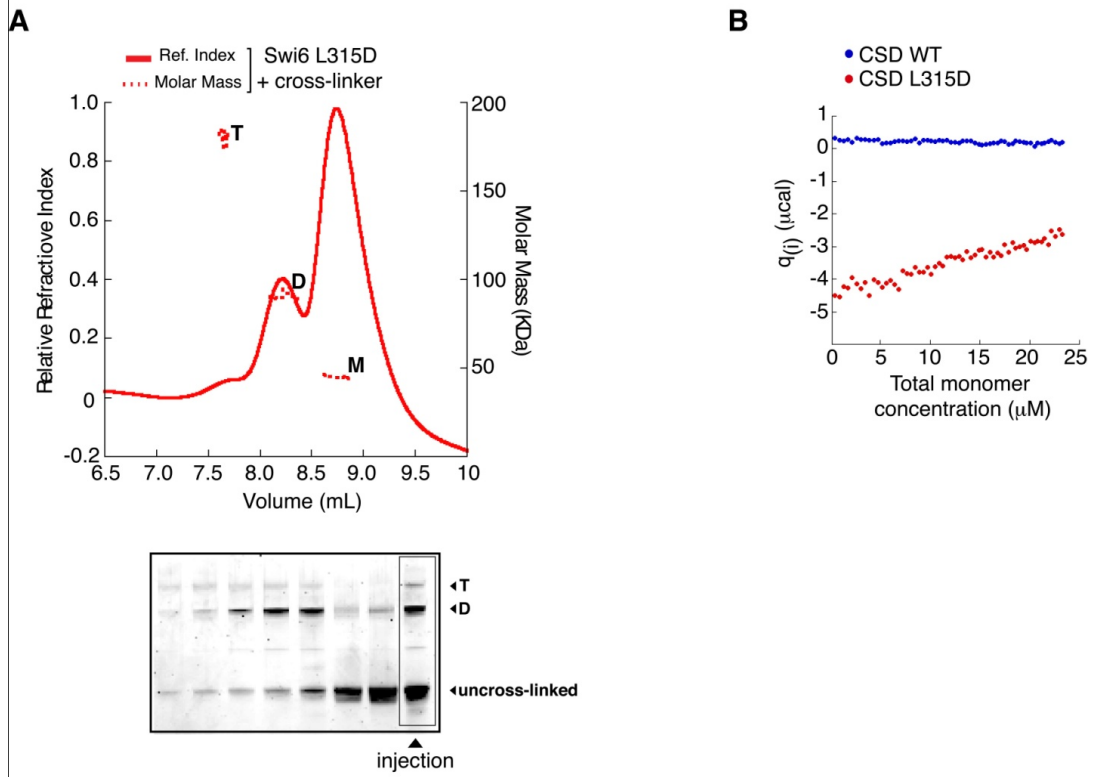 A
Ref. Index
Molar Mass
Swi6 L315D
+ cross-linker
1.0
0.8
0.6
0.4
0.2
0
-0.2
Relative Refractiove Index
200
150
100
50
Molar Mass (KDa)
T
D
M
6.5 7.0 7.5 8.0 8.5 9.0 9.5 10
Volume (mL)
T
D
uncross-linked
injection
B
CSD WT
CSD L315D
1
0
-1
-2
-3
-4
-5
q(i) (µcal)
0 5 10 15 20 25
Total monomer
concentration (µM)